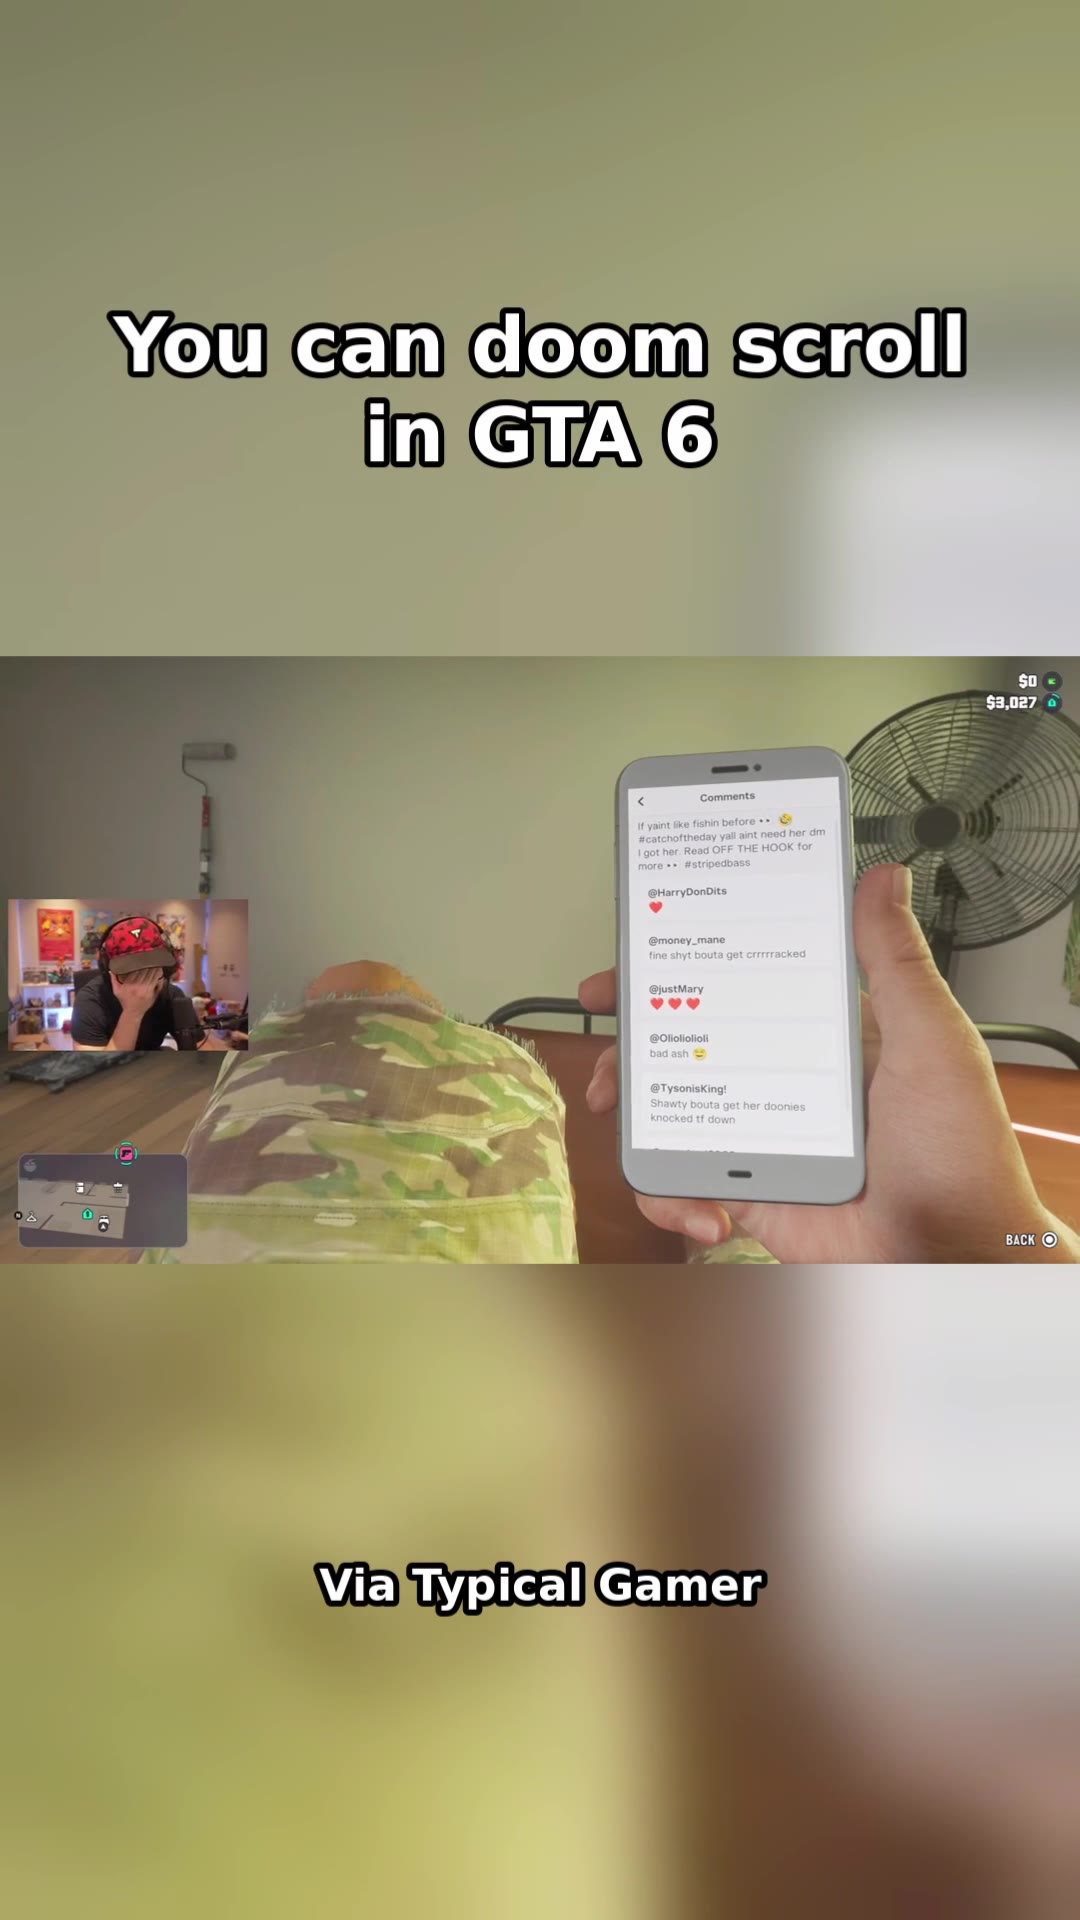 You can doom scroll
in GTA 6
$0
$3,027
Comments
If yaint like fishin before 👀 🤣
#catchoftheday yall aint need her dm
I got her. Read OFF THE HOOK for
more 👀 #stripedbass
@HarryDonDits
❤️
@money_mane
fine shyt bouta get crrrrracked
@justMary
❤️ ❤️ ❤️
@Oliolioli​oli
bad ash 😂
@TysonisKing!
Shawty bouta get her doonies
knocked tf down
N
BACK
Via Typical Gamer